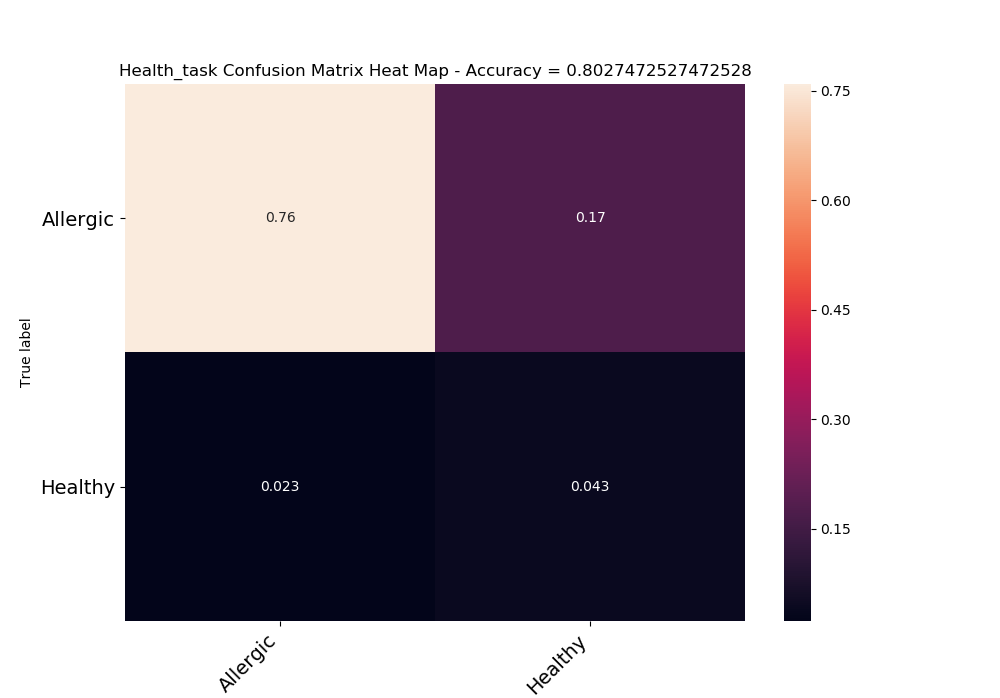 Health_task Confusion Matrix Heat Map - Accuracy = 0.8027472527472528
0.75
Allergic
0.76
0.17
0.60
0.45
True label
0.30
Healthy
0.023
0.043
0.15
Allergic
Healthy